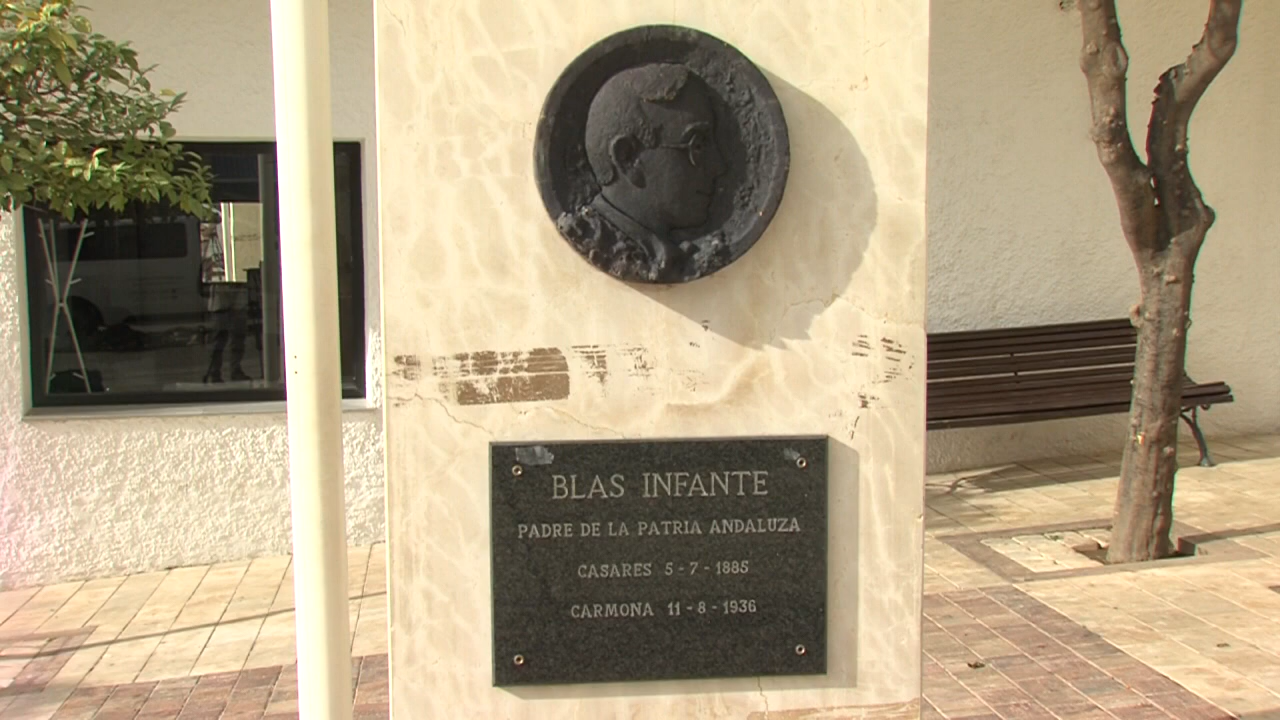 BLAS INFANTE
PADRE DE LA PATRIA ANDALUZA
CASARES 5-7-1885
CARMONA 11-8-1936